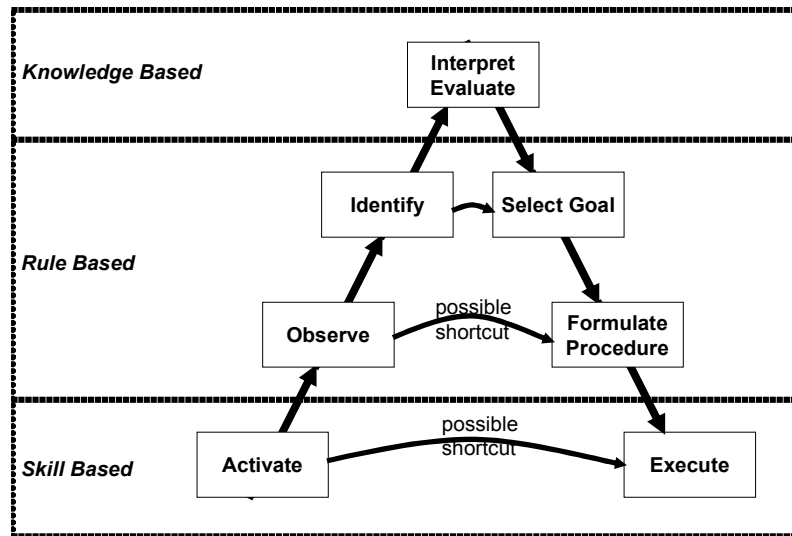 Knowledge Based
Interpret
Evaluate
Identify
Select Goal
Rule Based
possible
shortcut
Observe
Formulate
Procedure
possible
shortcut
Skill Based
Activate
Execute